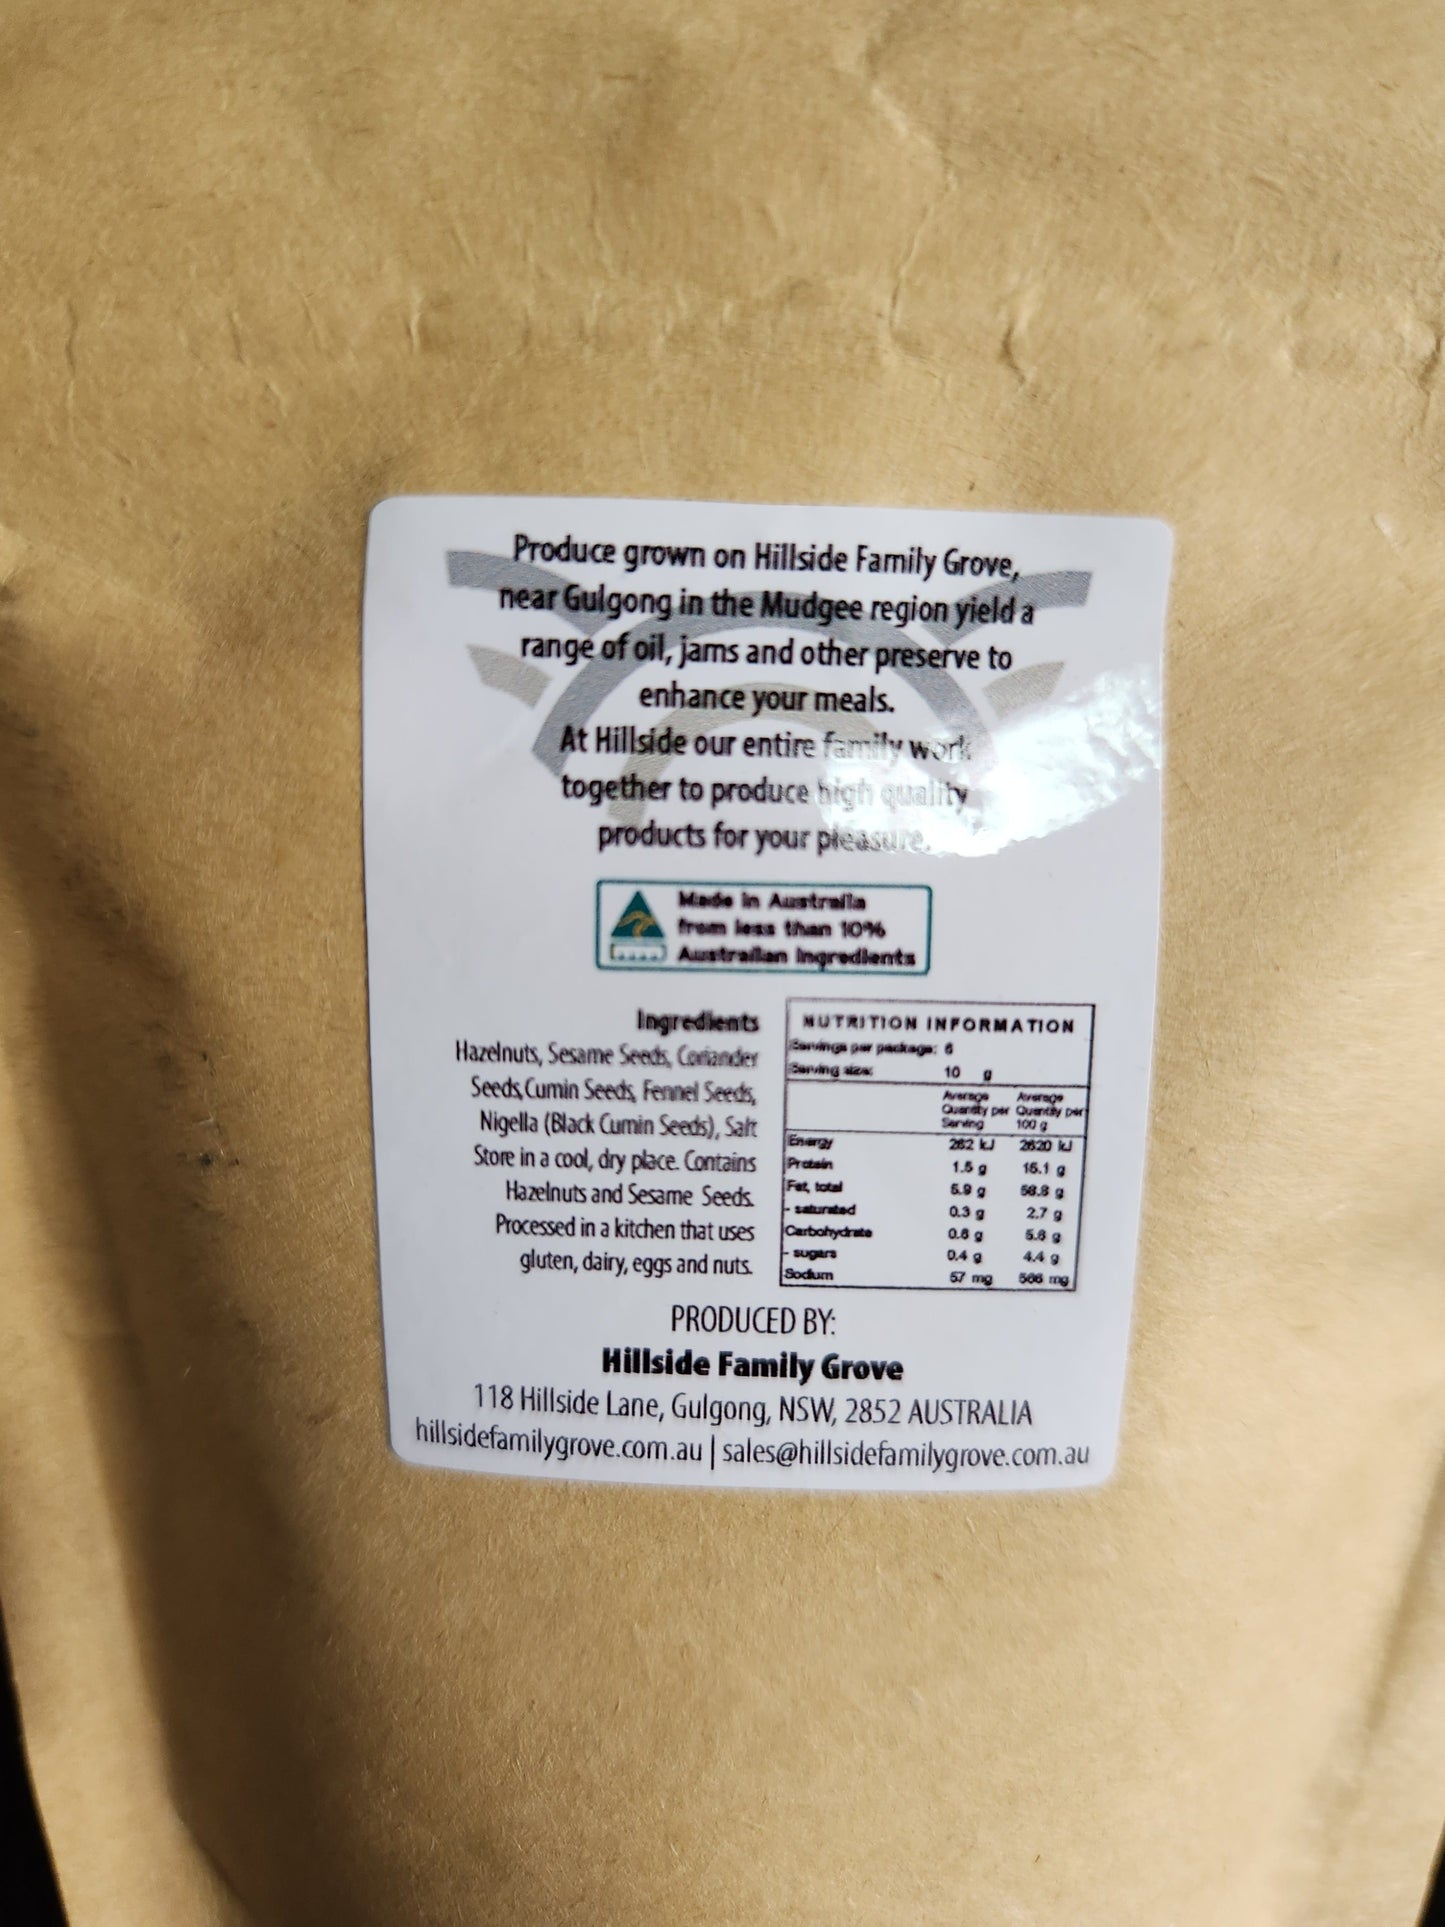 Produce grown on Hillside Family Grove,
near Gulgong in the Mudgee region yield a
range of oil, jams and other preserve to
enhance your meals.
At Hillside our entire family work
together to produce high quality
products for your pleasure.
Made in Australia
from less than 10%
Australian ingredients
Ingredients
Hazelnuts, Sesame Seeds, Coriander
Seeds, Cumin Seeds, Fennel Seeds,
Nigella (Black Cumin Seeds), Salt
Store in a cool, dry place. Contains
Hazelnuts and Sesame Seeds.
Processed in a kitchen that uses
gluten, dairy, eggs and nuts.
NUTRITION INFORMATION
Servings per package: 6
Serving size: 10 g
Average Quantity per Serving
Average Quantity per 100 g
Energy 262 kJ 2620 kJ
Protein 1.5 g 15.1 g
Fat, total 5.9 g 58.8 g
- saturated 0.3 g 2.7 g
Carbohydrate 0.6 g 5.6 g
- sugars 0.4 g 4.4 g
Sodium 57 mg mg
PRODUCED BY:
Hillside Family Grove
118 Hillside Lane, Gulgong, NSW, 2852 AUSTRALIA
hillsidefamilygrove.com.au | sales@hillsidefamilygrove.com.au